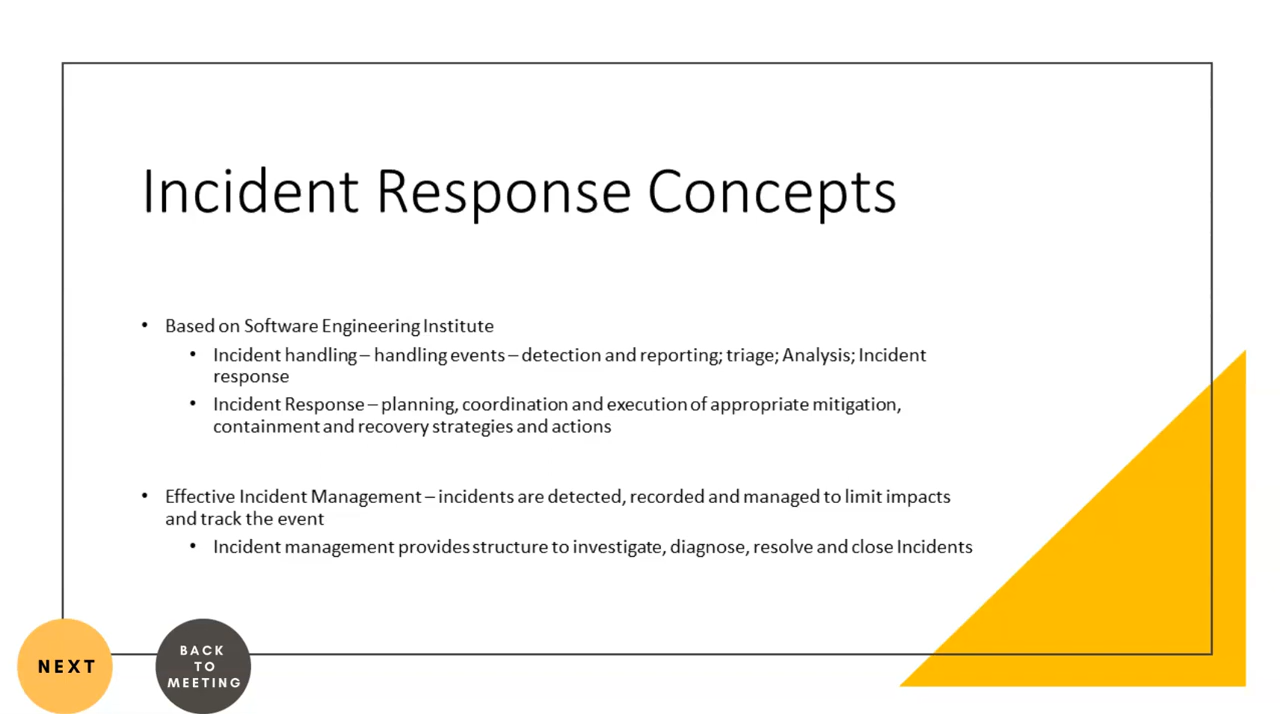 Incident Response Concepts
• Based on Software Engineering Institute
• Incident handling – handling events – detection and reporting; triage; Analysis; Incident
response
• Incident Response – planning, coordination and execution of appropriate mitigation,
containment and recovery strategies and actions
• Effective Incident Management – incidents are detected, recorded and managed to limit impacts
and track the event
• Incident management provides structure to investigate, diagnose, resolve and close Incidents
NEXT
BACK
TO
MEETING